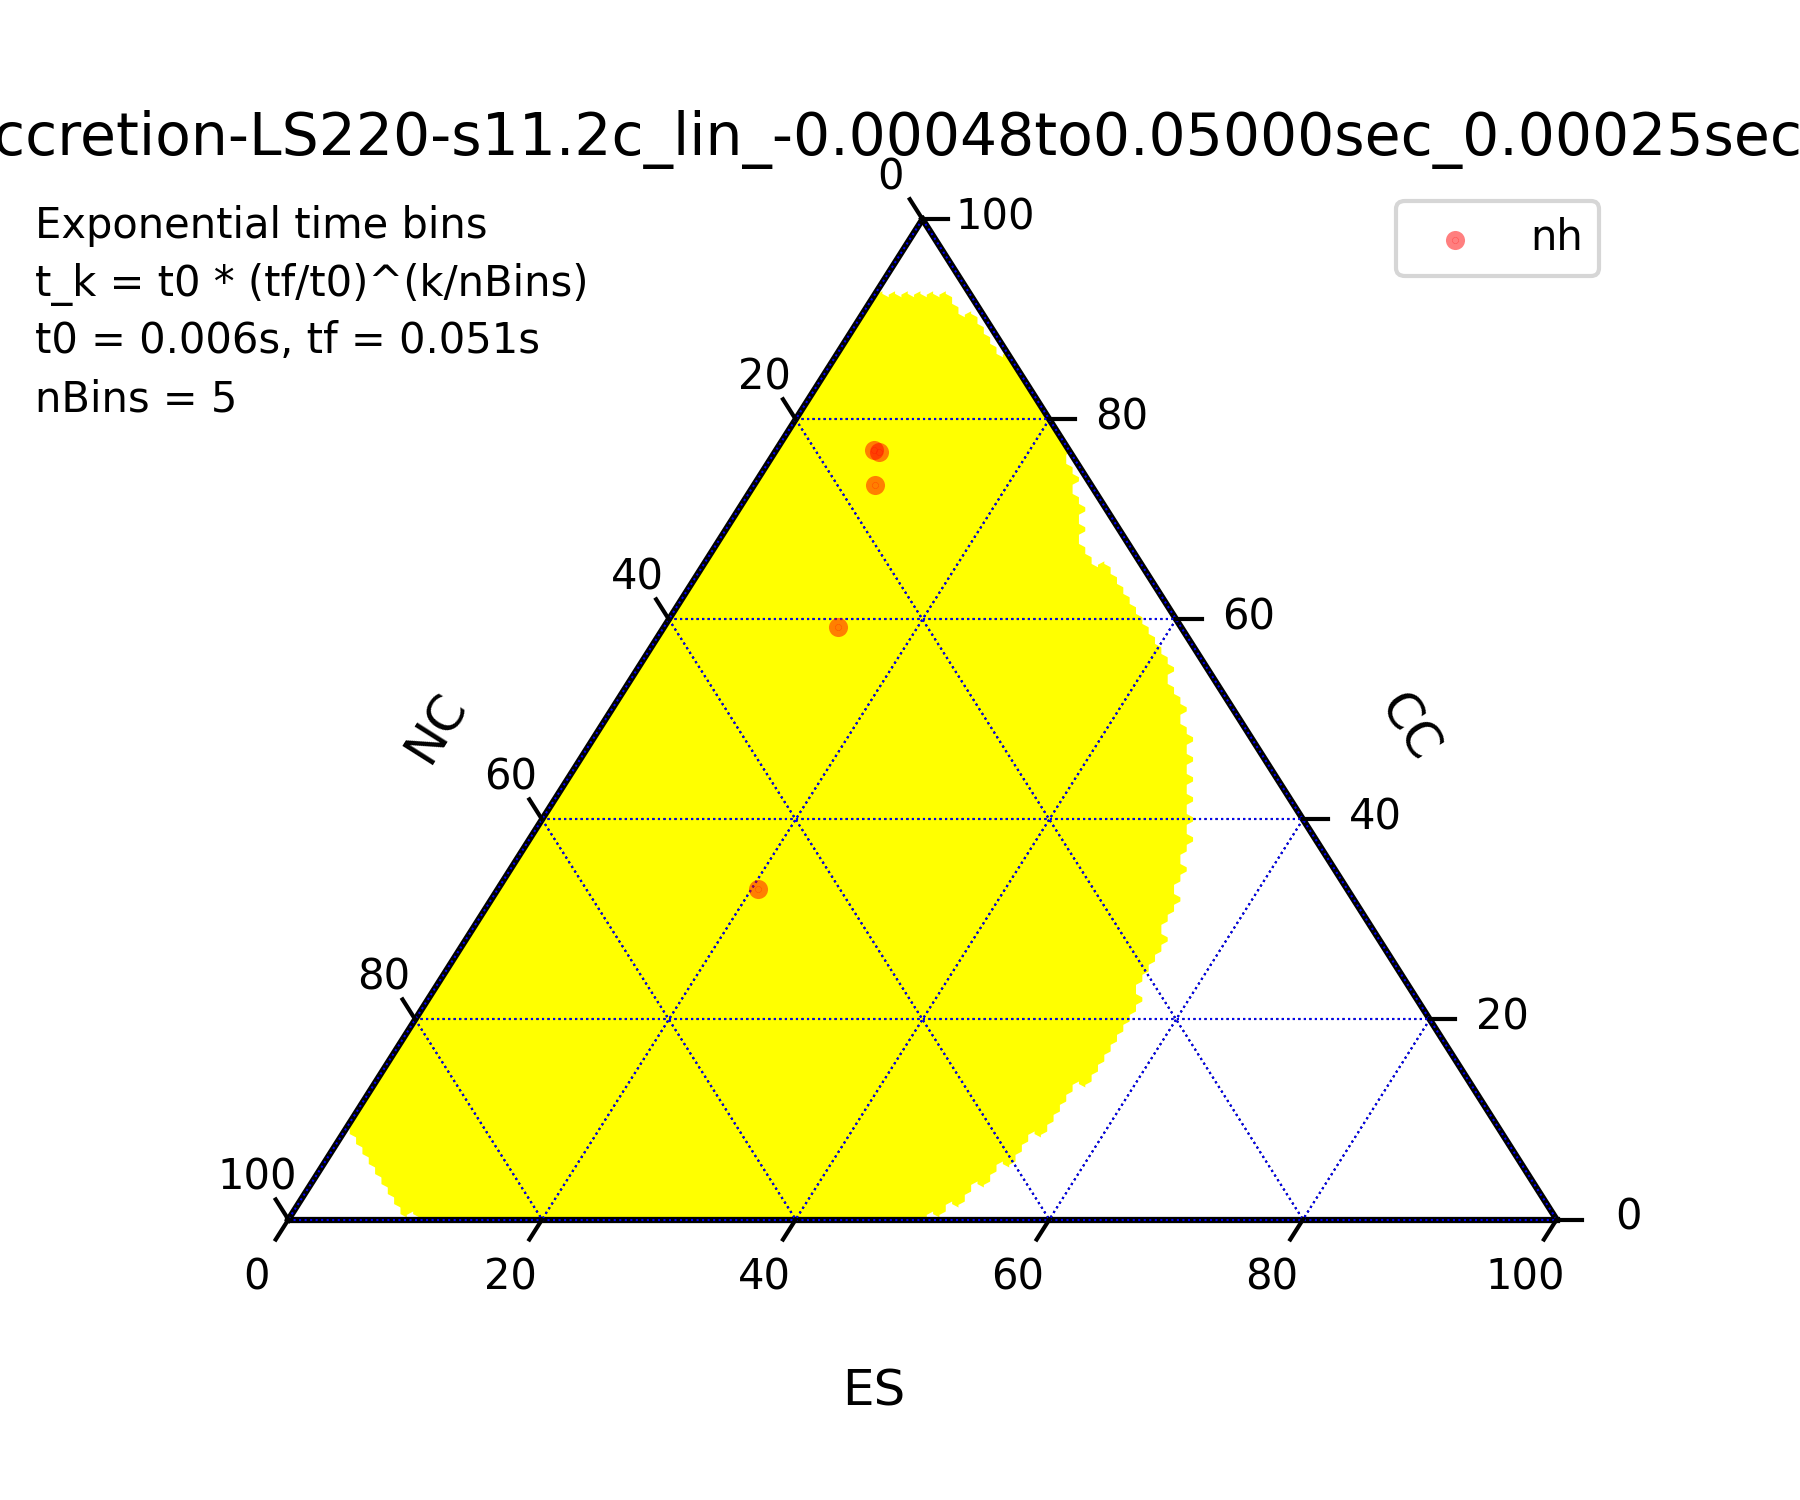 ccretion-LS220-s11.2c_lin_-0.00048to0.05000sec_0.00025sec
Exponential time bins
t_k = t0 * (tf/t0)^(k/nBins)
t0 = 0.006s, tf = 0.051s
nBins = 5
nh
0
100
20
80
40
60
NC
CC
60
40
80
20
100
0
0
20
40
60
80
100
ES